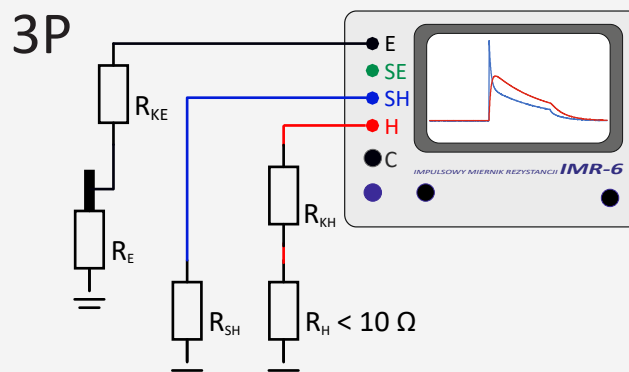 3P
E
SE
SH
H
C
IMPULSOWY MIERNIK REZYSTANCJI IMR-6
RKE
RKH
RE
RSH
RH < 10 Ω